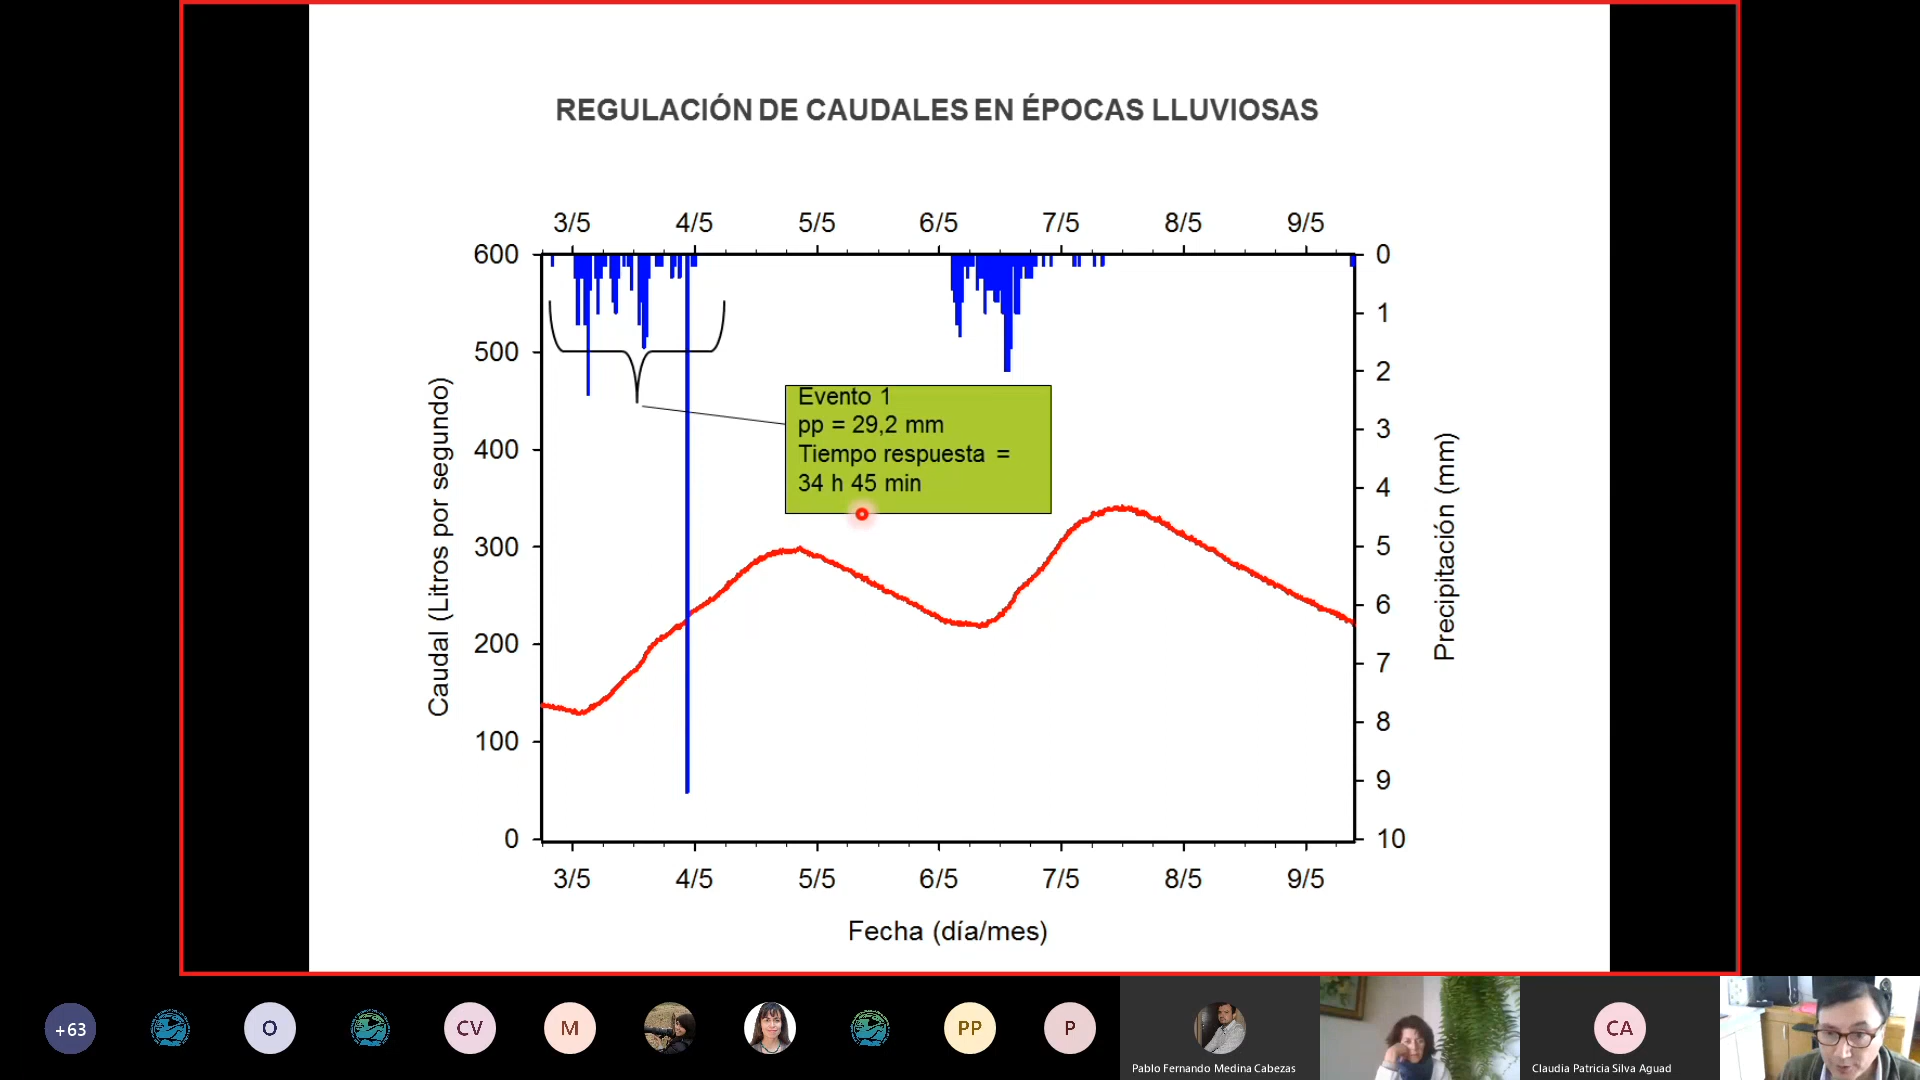 REGULACIÓN DE CAUDALES EN ÉPOCAS LLUVIOSAS
3/5 4/5 5/5 6/5 7/5 8/5 9/5
600
500
400
300
200
100
0
Caudal (Litros por segundo)
Evento 1
pp = 29,2 mm
Tiempo respuesta =
34 h 45 min
0
1
2
3
4
5
6
7
8
9
10
Precipitación (mm)
3/5 4/5 5/5 6/5 7/5 8/5 9/5
Fecha (día/mes)
+63 O CV M PP P CA
Pablo Fernando Medina Cabezas Claudia Patricia Silva Aguad